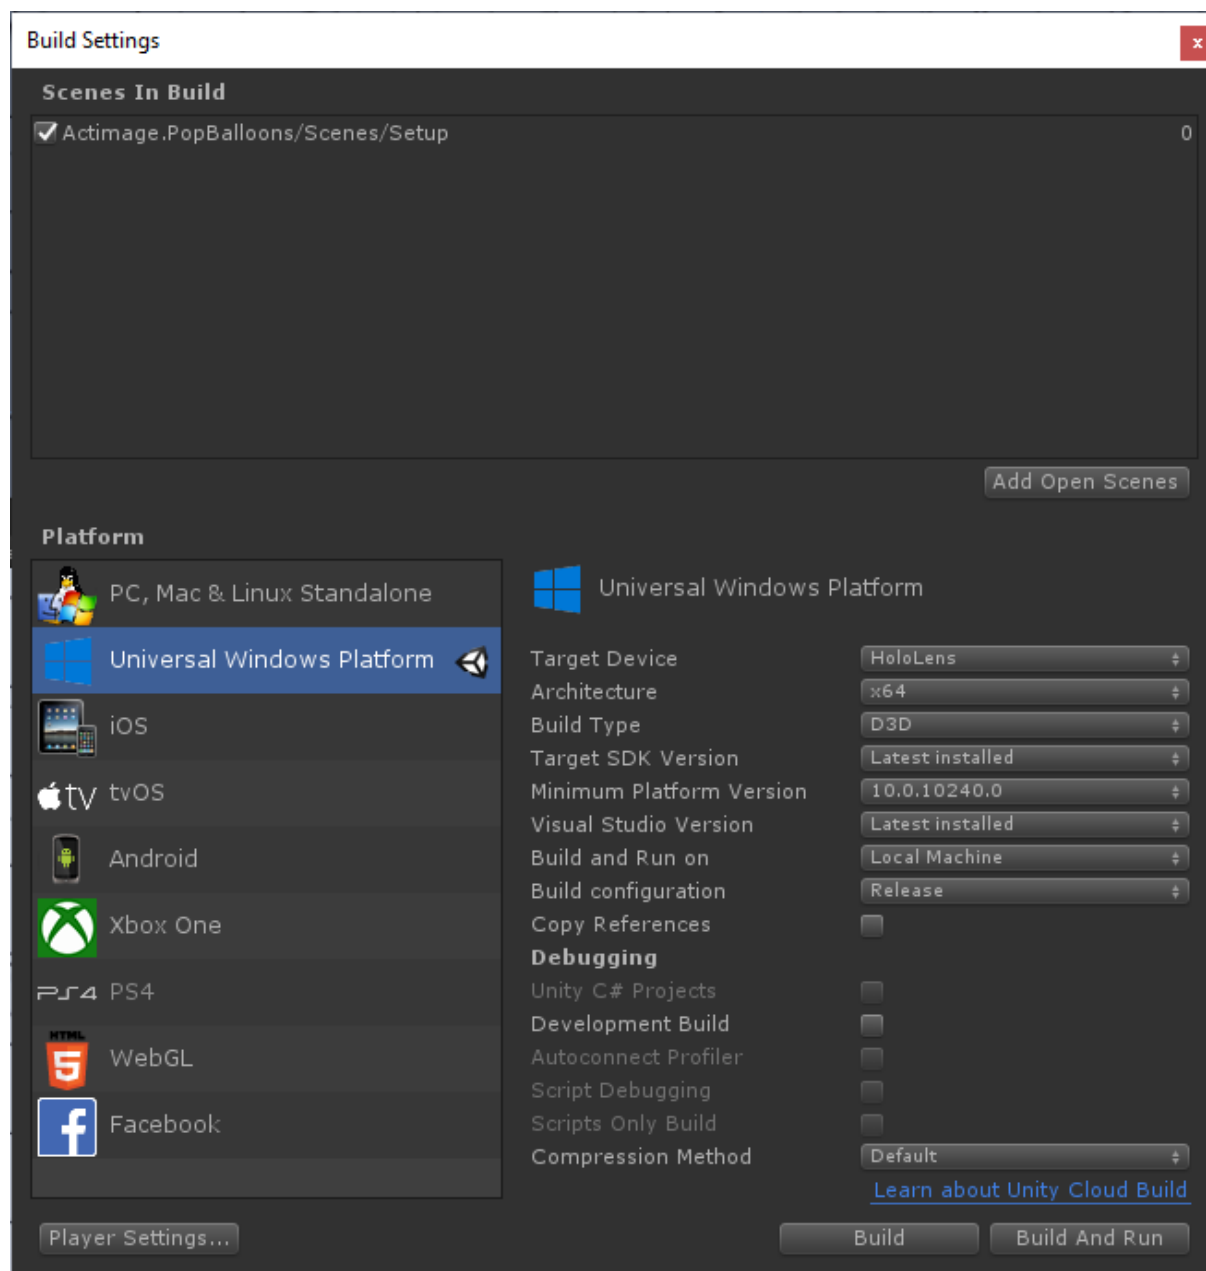 Build Settings
x
Scenes In Build
Actimage.PopBalloons/Scenes/Setup 0
Add Open Scenes
Platform
PC, Mac & Linux Standalone
Universal Windows Platform
iOS
tv tvOS
Android
Xbox One
PS4 PS4
HTML 5 WebGL
f Facebook
Universal Windows Platform
Target Device HoloLens
Architecture x64
Build Type D3D
Target SDK Version Latest installed
Minimum Platform Version 10.0.10240.0
Visual Studio Version Latest installed
Build and Run on Local Machine
Build configuration Release
Copy References
Debugging
Unity C# Projects
Development Build
Autoconnect Profiler
Script Debugging
Scripts Only Build
Compression Method Default
Learn about Unity Cloud Build
Player Settings...
Build
Build And Run